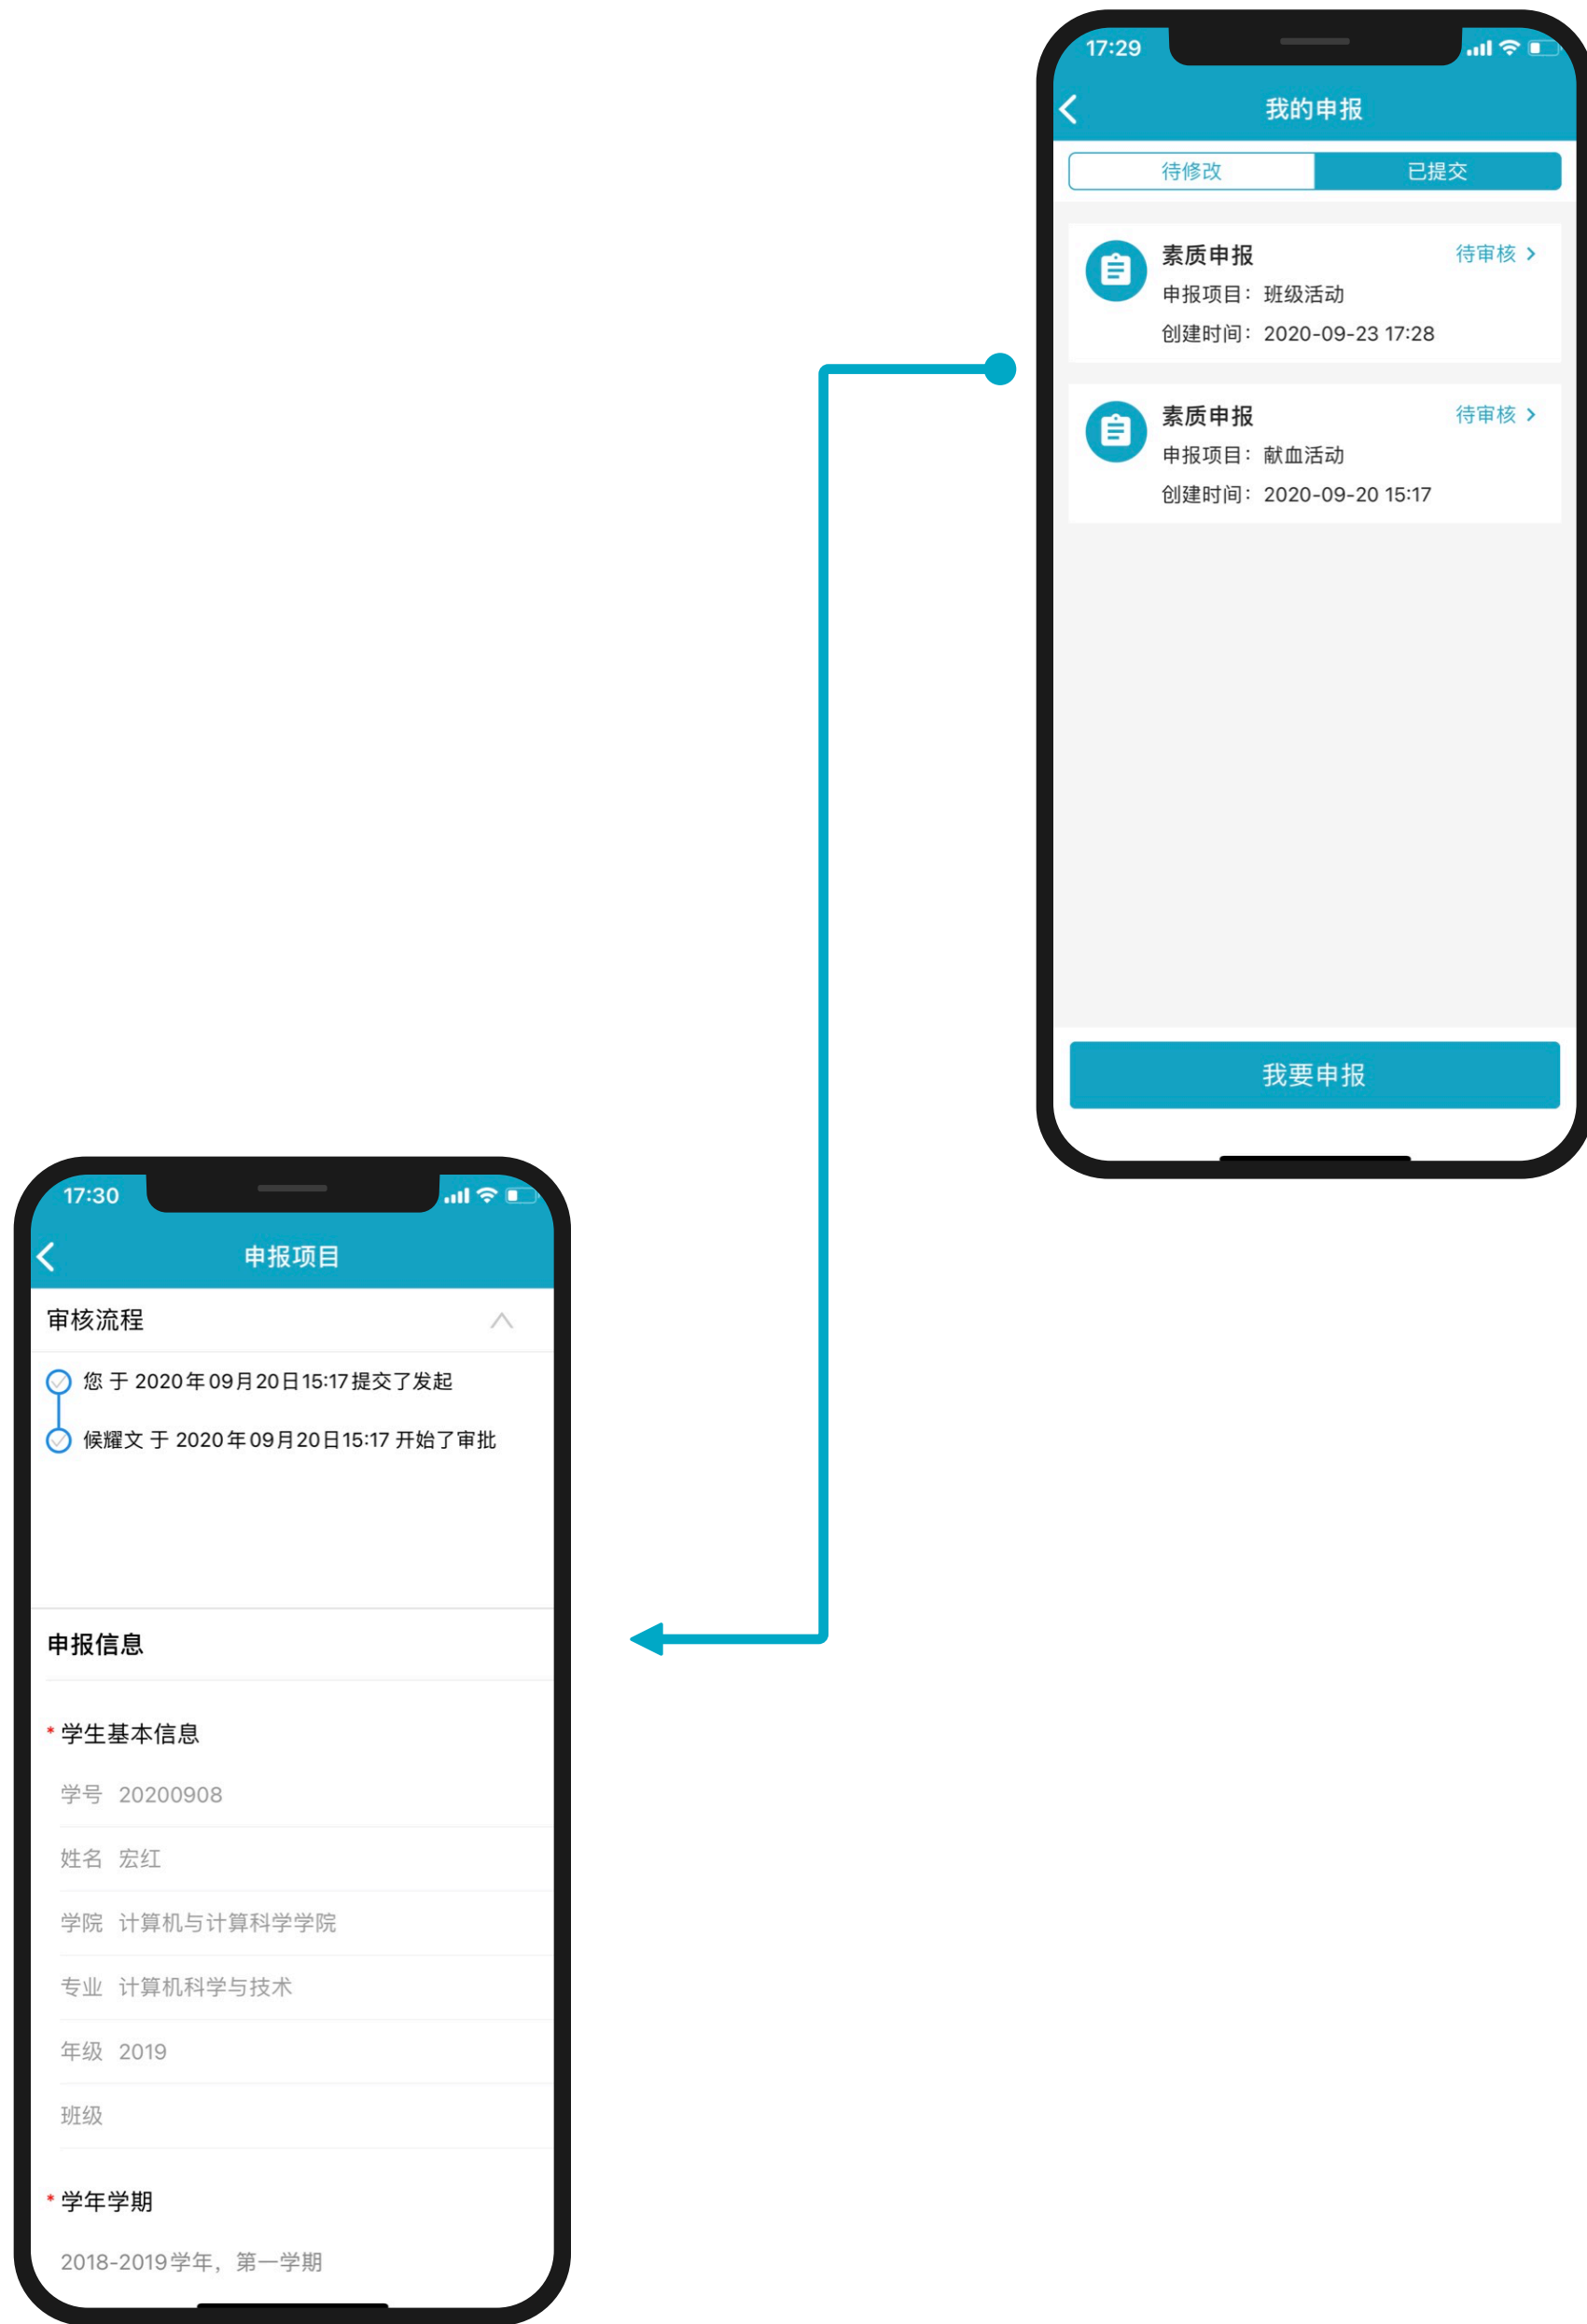 17:29
我的申报
待修改 已提交
素质申报 待审核
申报项目：班级活动
创建时间：2020-09-23 17:28
素质申报 待审核
申报项目：献血活动
创建时间：2020-09-20 15:17
我要申报
17:30
申报项目
审核流程
您 于 2020年09月20日15:17提交了发起
候耀文 于 2020年09月20日15:17 开始了审批
申报信息
* 学生基本信息
学号 20200908
姓名 宏红
学院 计算机与计算科学学院
专业 计算机科学与技术
年级 2019
班级
* 学年学期
2018-2019学年，第一学期